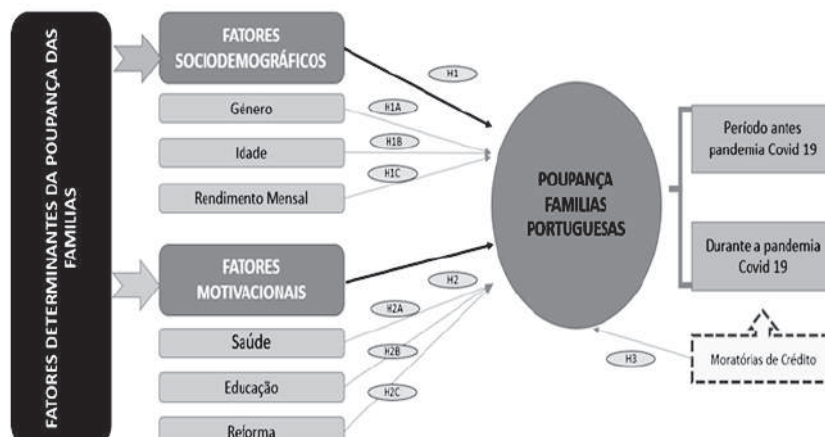 FATORES DETERMINANTES DA POUPANÇA DAS
FAMILIAS
FATORES
SOCIODEMOGRÁFICOS
H1
Género
H1A
Idade
H1B
Rendimento Mensal
H1C
FATORES
MOTIVACIONAIS
H2
Saúde
H2A
Educação
H2B
Reforma
H2C
POUPANÇA
FAMILIAS
PORTUGUESAS
Período antes
pandemia Covid 19
Durante a pandemia
Covid 19
H3
Moratórias de Crédito